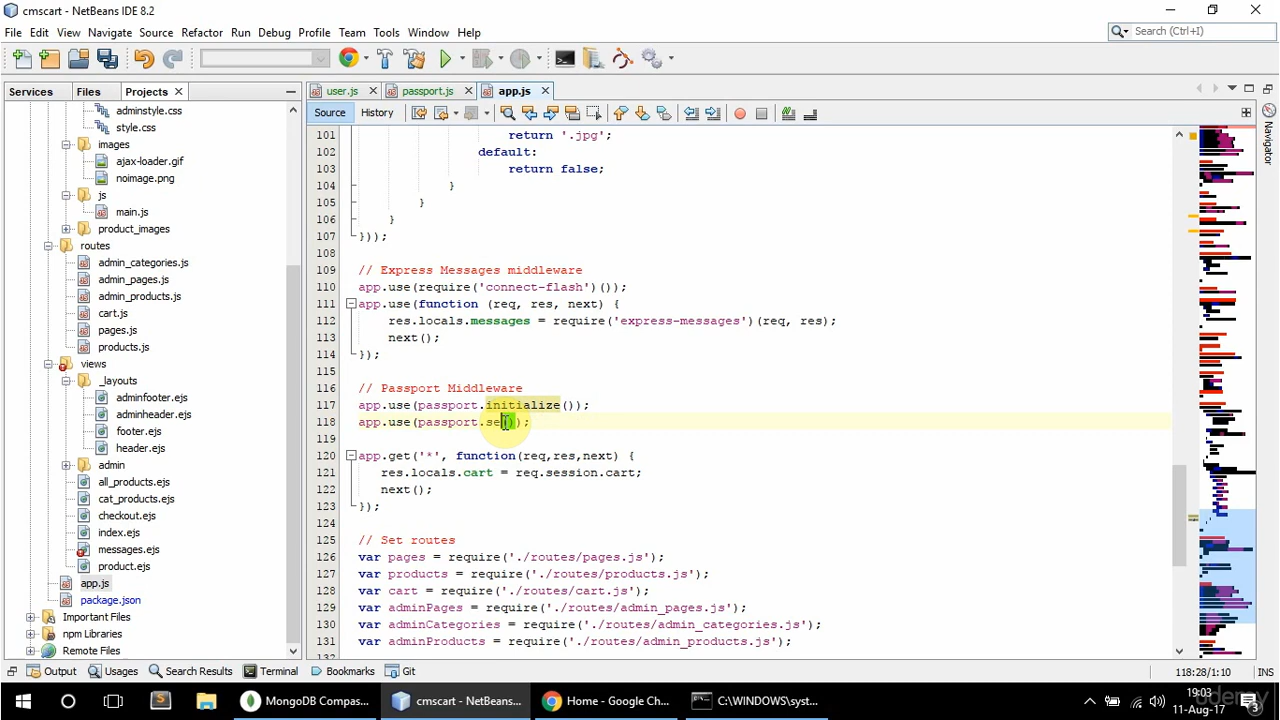 cmscart - NetBeans IDE 8.2
File Edit View Navigate Source Refactor Run Debug Profile Team Tools Window Help
Search (Ctrl+I)
Services Files Projects
user.js passport.js app.js
Source History
adminstyle.css
style.css
images
ajax-loader.gif
noimage.png
js
main.js
product_images
routes
admin_categories.js
admin_pages.js
admin_products.js
cart.js
pages.js
products.js
views
_layouts
adminfooter.ejs
adminheader.ejs
footer.ejs
header.ejs
admin
all_products.ejs
cat_products.ejs
checkout.ejs
index.ejs
messages.ejs
product.ejs
app.js
package.json
Important Files
npm Libraries
Remote Files
101 return '.jpg';
102 default:
103 return false;
104 }
105 }
106 }
107 }));
108
109 // Express Messages middleware
110 app.use(require('connect-flash')());
111 app.use(function (req, res, next) {
112 res.locals.messages = require('express-messages')(req, res);
113 next();
114 });
115
116 // Passport Middleware
117 app.use(passport.initialize());
118 app.use(passport.se());
120 app.get('*', function(req,res,next) {
121 res.locals.cart = req.session.cart;
122 next();
123 });
124
125 // Set routes
126 var pages = require('./routes/pages.js');
127 var products = require('./routes/products.js');
128 var cart = require('./routes/cart.js');
129 var adminPages = require('./routes/admin_pages.js');
130 var adminCategories = require('./routes/admin_categories.js');
131 var adminProducts = require('./routes/admin_products.js');
Navigator
Output Usages Search Results Terminal Bookmarks Git
118:28/1:10 INS
MongoDB Compas... cmscart - NetBeans I... Home - Google Ch... C:\WINDOWS\syst...
19:03
11-Aug-17
3
udemy